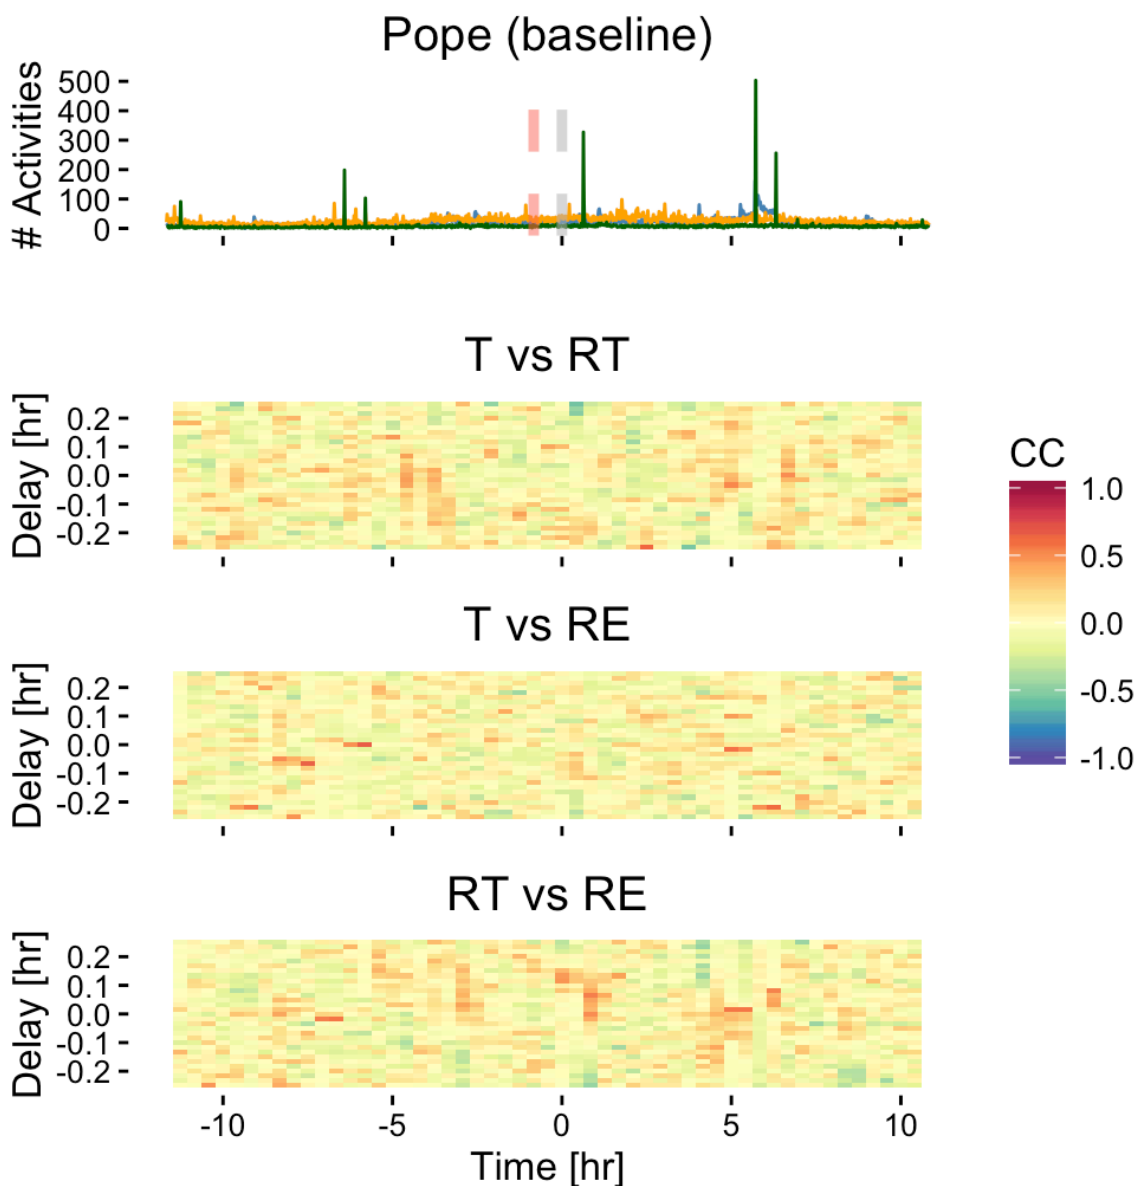 Pope (baseline)
# Activities
500
400
300
200
100
0
T vs RT
Delay [hr]
0.2
0.1
0.0
-0.1
-0.2
T vs RE
Delay [hr]
0.2
0.1
0.0
-0.1
-0.2
RT vs RE
Delay [hr]
0.2
0.1
0.0
-0.1
-0.2
-10 -5 0 5 10
Time [hr]
CC
1.0
0.5
0.0
-0.5
-1.0